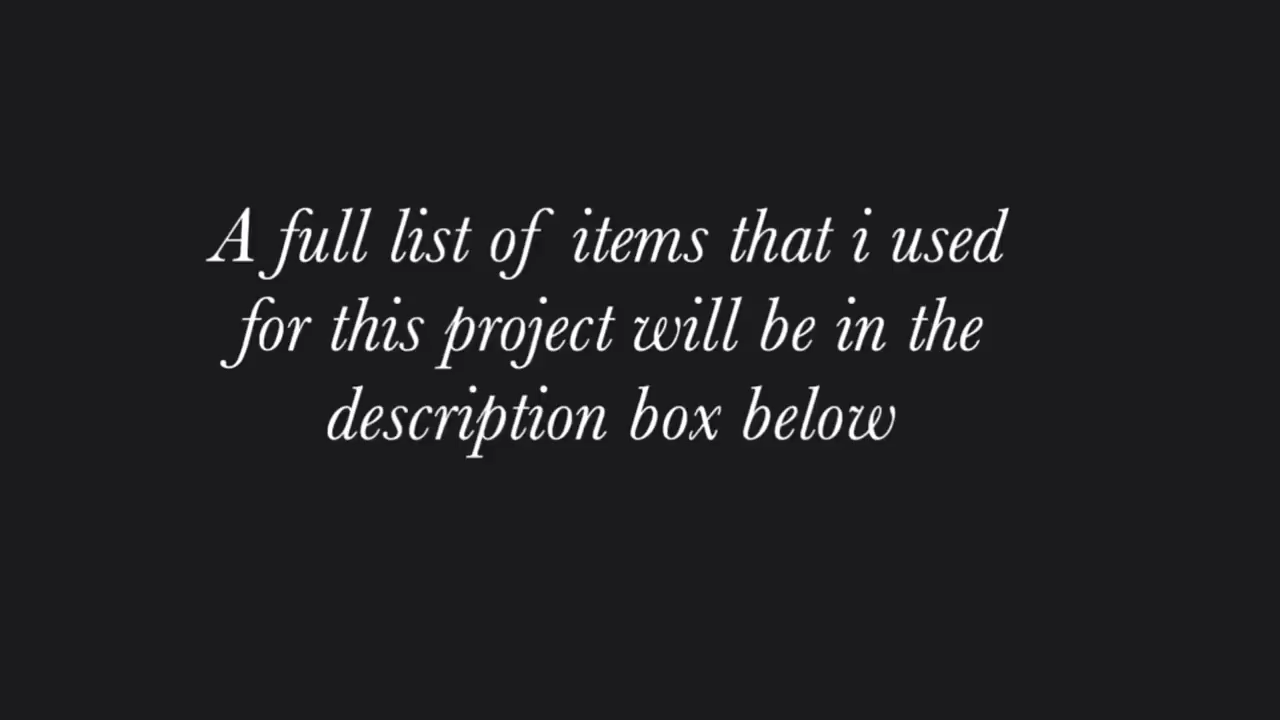 A full list of items that i used
for this project will be in the
description box below